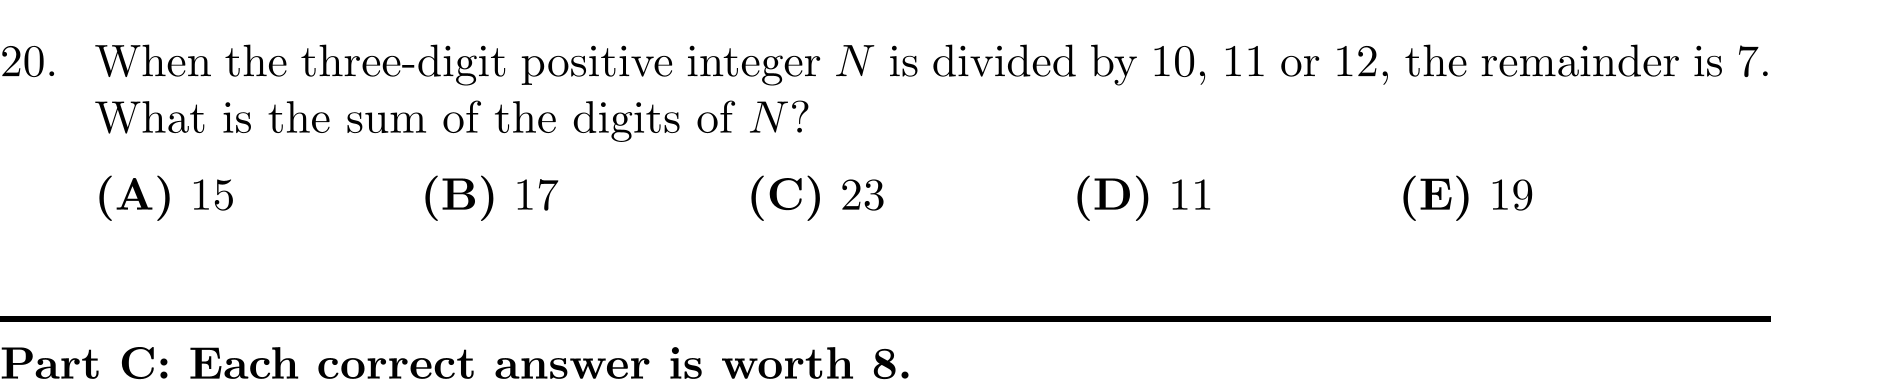 20. When the three-digit positive integer N is divided by 10, 11 or 12, the remainder is 7.
What is the sum of the digits of N?
(A) 15 (B) 17 (C) 23 (D) 11 (E) 19
Part C: Each correct answer is worth 8.